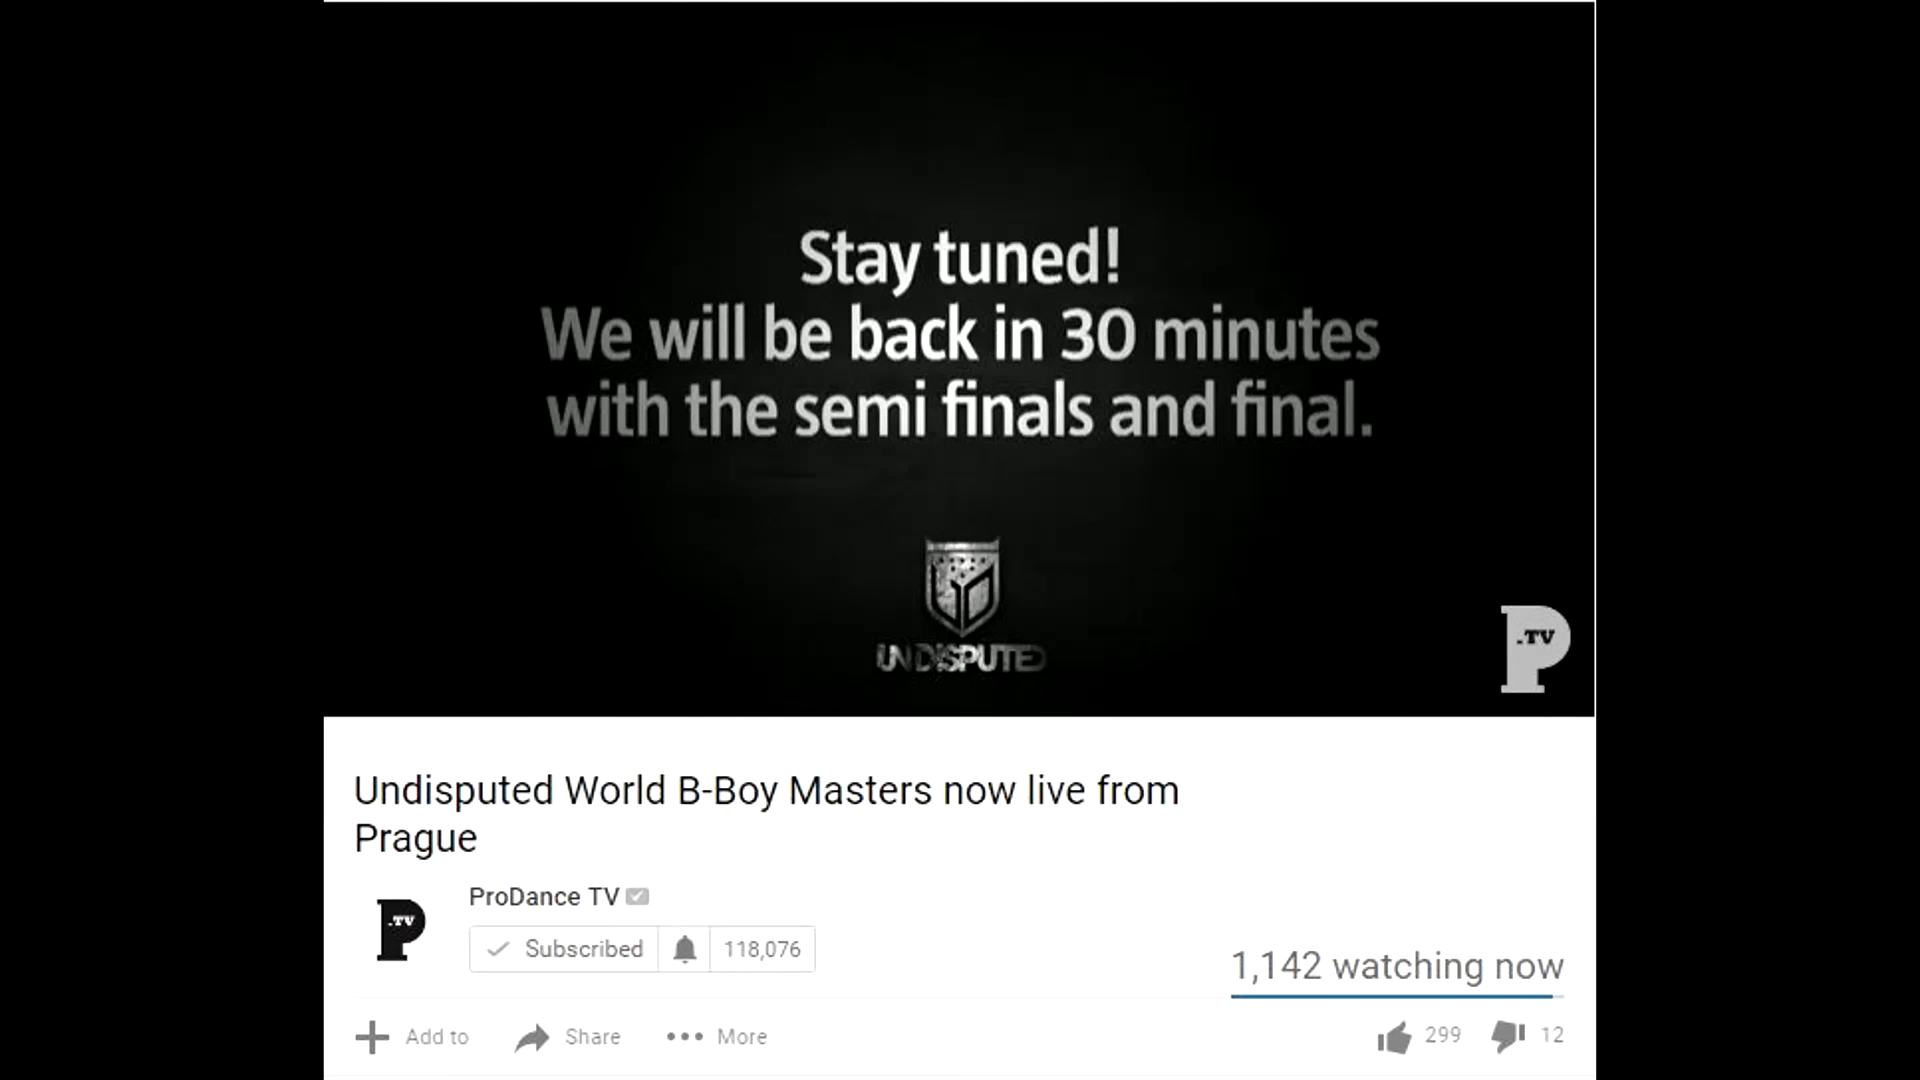 Stay tuned!
We will be back in 30 minutes
with the semi finals and final.
UNDISPUTED
.TV
Undisputed World B-Boy Masters now live from
Prague
ProDance TV
.TV
Subscribed
118,076
1,142 watching now
Add to
Share
More
299
12